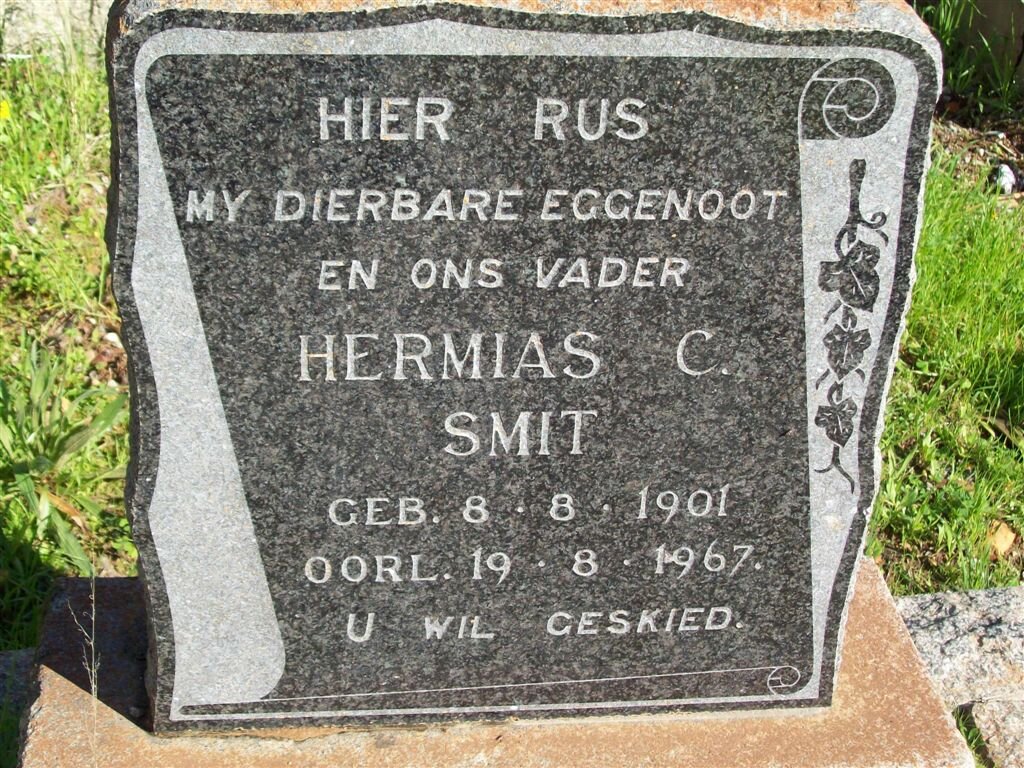 HIER RUS
MY DIERBARE EGGENOOT
EN ONS VADER
HERMIAS C.
SMIT
GEB. 8 · 8 · 1901
OORL. 19 · 8 · 1967.
U WIL GESKIED.